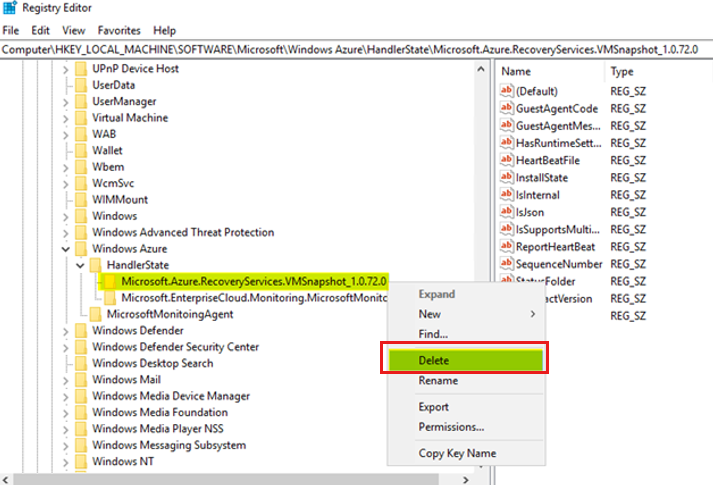 Registry Editor
File Edit View Favorites Help
Computer\HKEY_LOCAL_MACHINE\SOFTWARE\Microsoft\Windows Azure\HandlerState\Microsoft.Azure.RecoveryServices.VMSnapshot_1.0.72.0
UPnP Device Host
UserData
UserManager
Virtual Machine
WAB
Wallet
Wbem
WcmSvc
WIMMount
Windows
Windows Advanced Threat Protection
Windows Azure
HandlerState
Microsoft.Azure.RecoveryServices.VMSnapshot_1.0.72.0
Microsoft.EnterpriseCloud.Monitoring.MicrosoftMonito
MicrosoftMonitoingAgent
Windows Defender
Windows Defender Security Center
Windows Desktop Search
Windows Mail
Windows Media Device Manager
Windows Media Foundation
Windows Media Player NSS
Windows Messaging Subsystem
Windows NT
Name Type
(Default) REG_SZ
GuestAgentCode REG_SZ
GuestAgentMes... REG_SZ
HasRuntimeSett... REG_SZ
HeartBeatFile REG_SZ
InstallState REG_SZ
IsInternal REG_SZ
IsJson REG_SZ
IsSupportsMulti... REG_SZ
ReportHeartBeat REG_SZ
SequenceNumber REG_SZ
StatusFolder REG_SZ
actVersion REG_SZ
REG_SZ
Expand
New
Find...
Delete
Rename
Export
Permissions...
Copy Key Name